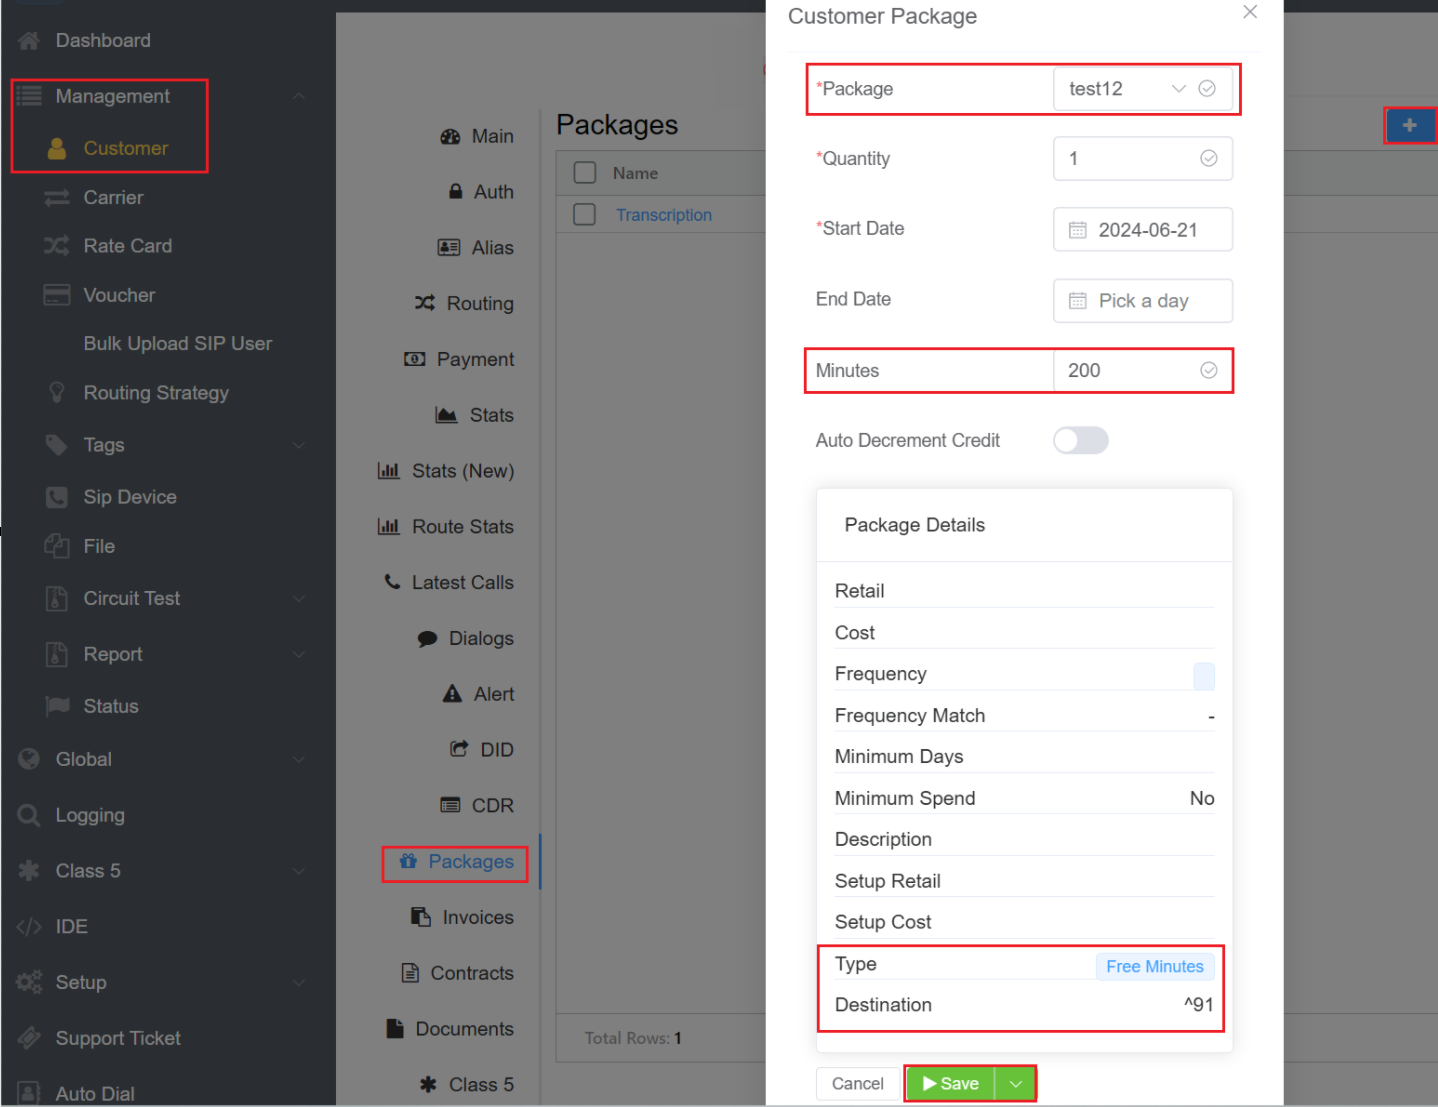 Dashboard
Management
Customer
Carrier
Rate Card
Voucher
Bulk Upload SIP User
Routing Strategy
Tags
Sip Device
File
Circuit Test
Report
Status
Global
Logging
Class 5
IDE
Setup
Support Ticket
Auto Dial
Main
Auth
Alias
Routing
Payment
Stats
Stats (New)
Route Stats
Latest Calls
Dialogs
Alert
DID
CDR
Packages
Invoices
Contracts
Documents
Class 5
Packages
Name
Transcription
Total Rows: 1
Customer Package
*Package test12
*Quantity 1
*Start Date 2024-06-21
End Date Pick a day
Minutes 200
Auto Decrement Credit
Package Details
Retail
Cost
Frequency
Frequency Match -
Minimum Days
Minimum Spend No
Description
Setup Retail
Setup Cost
Type Free Minutes
Destination ^91
Cancel Save